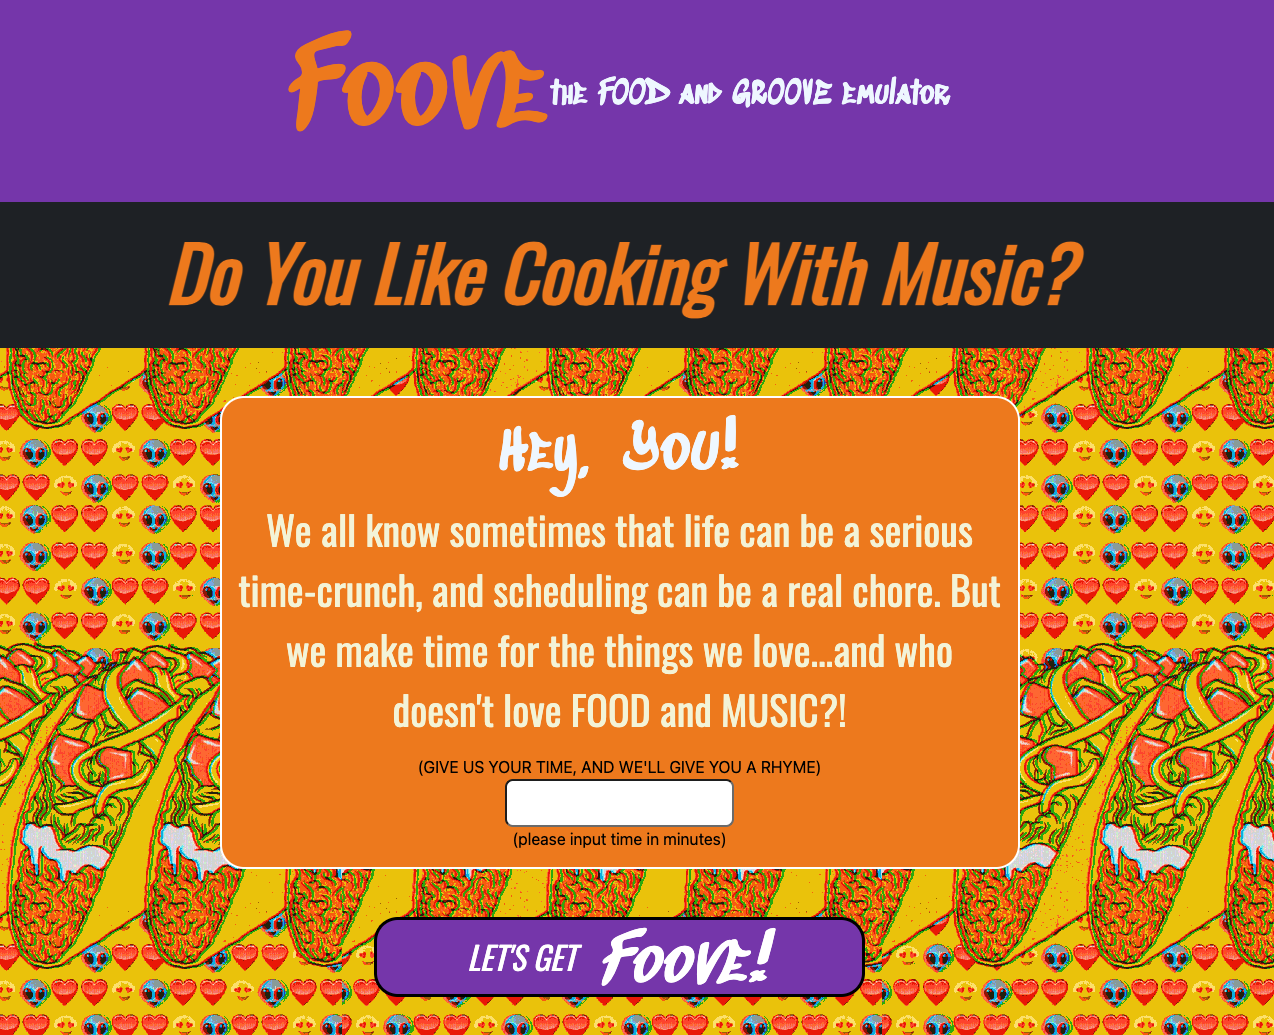 FOOVE the FOOD AND GROOVE Emulator
Do You Like Cooking With Music?
HEy, YOU!
We all know sometimes that life can be a serious
time-crunch, and scheduling can be a real chore. But
we make time for the things we love...and who
doesn't love FOOD and MUSIC?!
(GIVE US YOUR TIME, AND WE'LL GIVE YOU A RHYME)
(please input time in minutes)
LET'S GET FOOVE!